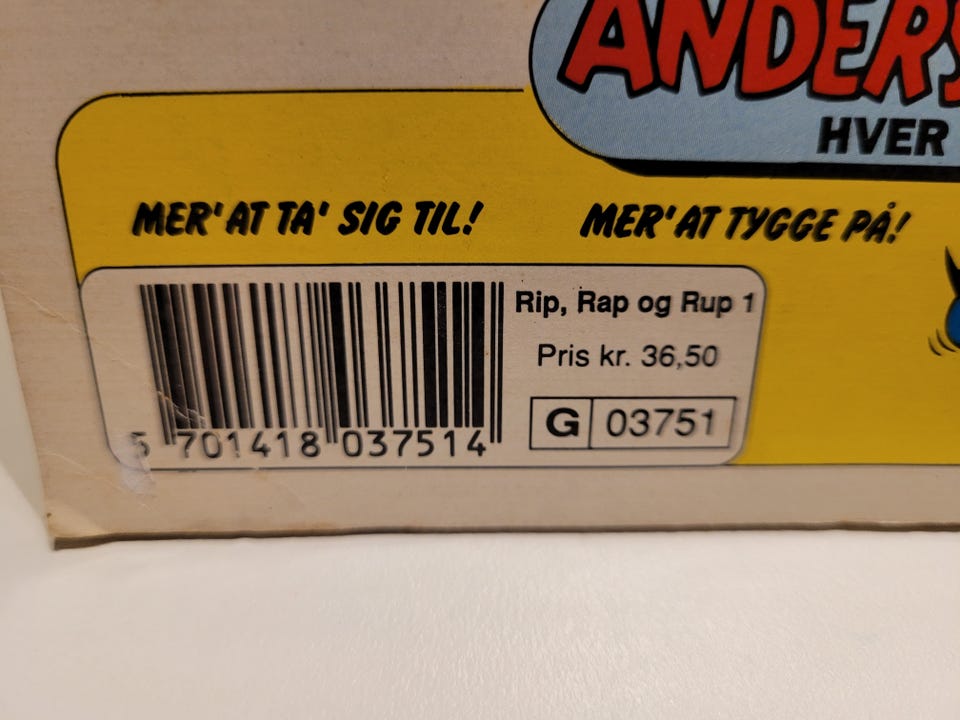 ANDERS
HVER
MER' AT TA' SIG TIL!
MER' AT TYGGE PÅ!
Rip, Rap og Rup 1
Pris kr. 36,50
G 03751
5 701418 037514